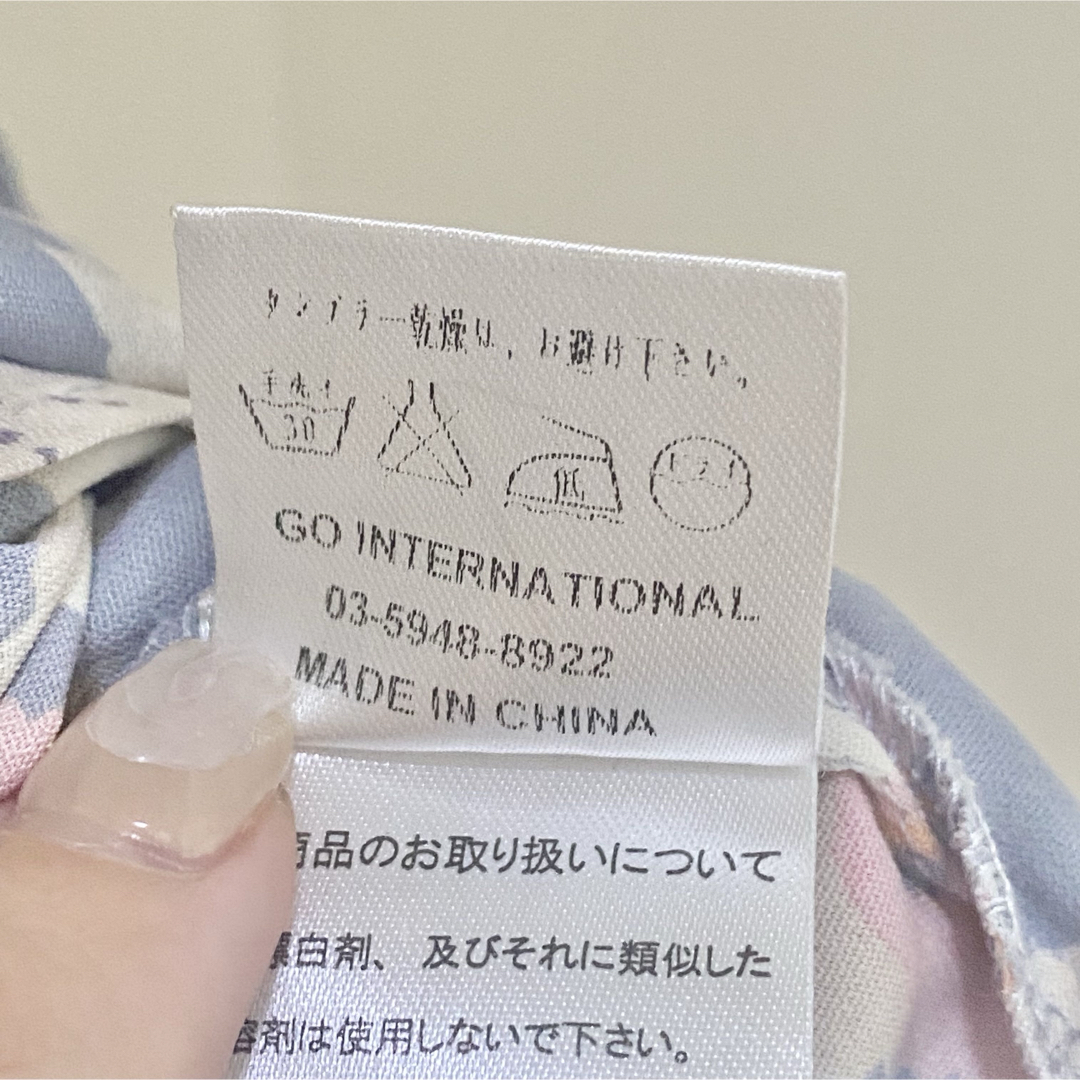 タンブラー乾燥は、お避け下さい。
手洗イ
30
低
ドライ
GO INTERNATIONAL
03-5948-8922
MADE IN CHINA
商品のお取り扱いについて
白剤、及びそれに類似した
溶剤は使用しないで下さい。